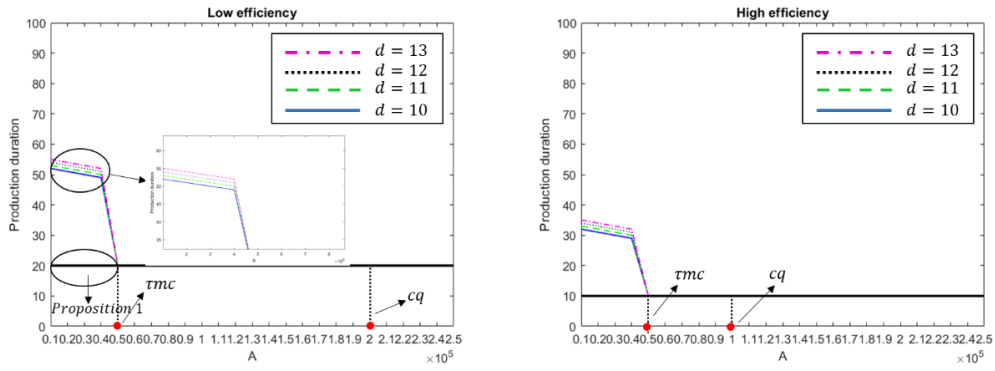 Low efficiency
100
90
80
70
60
50
40
30
20
10
0
Production duration
d = 13
d = 12
d = 11
d = 10
Production duration
A
Proposition 1
τmc
cq
0.10.20.30.40.50.60.70.80.9 1 1.11.21.31.41.51.61.71.81.9 2 2.12.22.32.42.5
A
×10⁵
High efficiency
100
90
80
70
60
50
40
30
20
10
0
Production duration
d = 13
d = 12
d = 11
d = 10
τmc
cq
0.10.20.30.40.50.60.70.80.9 1 1.11.21.31.41.51.61.71.81.9 2 2.12.22.32.42.5
A
×10⁵